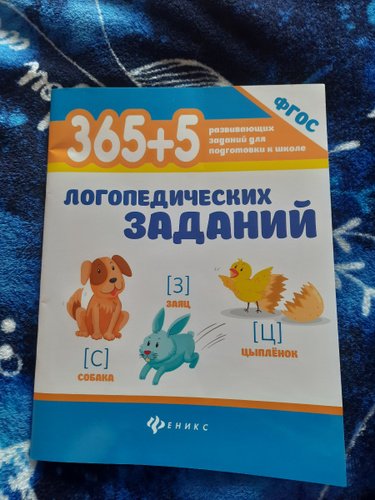 ФГОС
365+5
развивающих
заданий для
подготовки к школе
ЛОГОПЕДИЧЕСКИХ
ЗАДАНИЙ
[З]
ЗАЯЦ
[С]
СОБАКА
[Ц]
ЦЫПЛЁНОК
ФЕНИКС